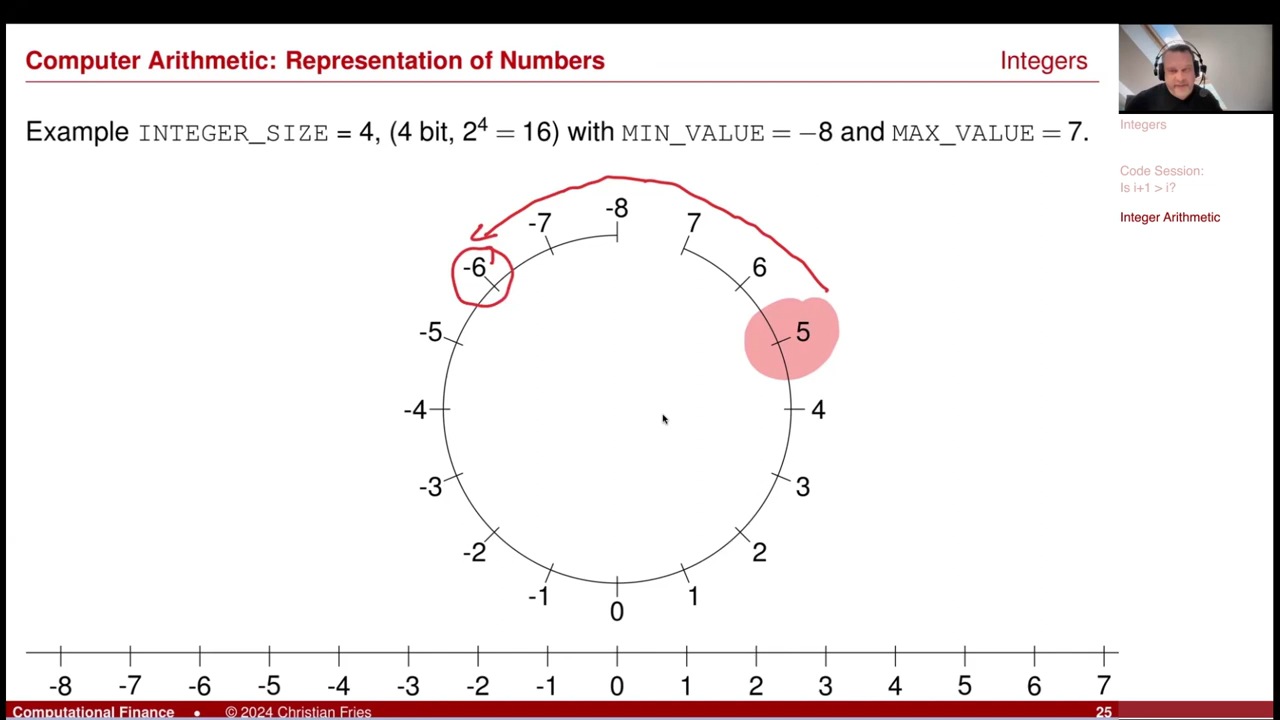 Computer Arithmetic: Representation of Numbers
Integers
Example INTEGER_SIZE = 4, (4 bit, 2⁴ = 16) with MIN_VALUE = −8 and MAX_VALUE = 7.
Integers
Code Session:
Is i+1 > i?
Integer Arithmetic
-8
-7
7
-6
6
-5
5
-4
4
-3
3
-2
2
-1
1
0
-8 -7 -6 -5 -4 -3 -2 -1 0 1 2 3 4 5 6 7
Computational Finance • © 2024 Christian Fries
25